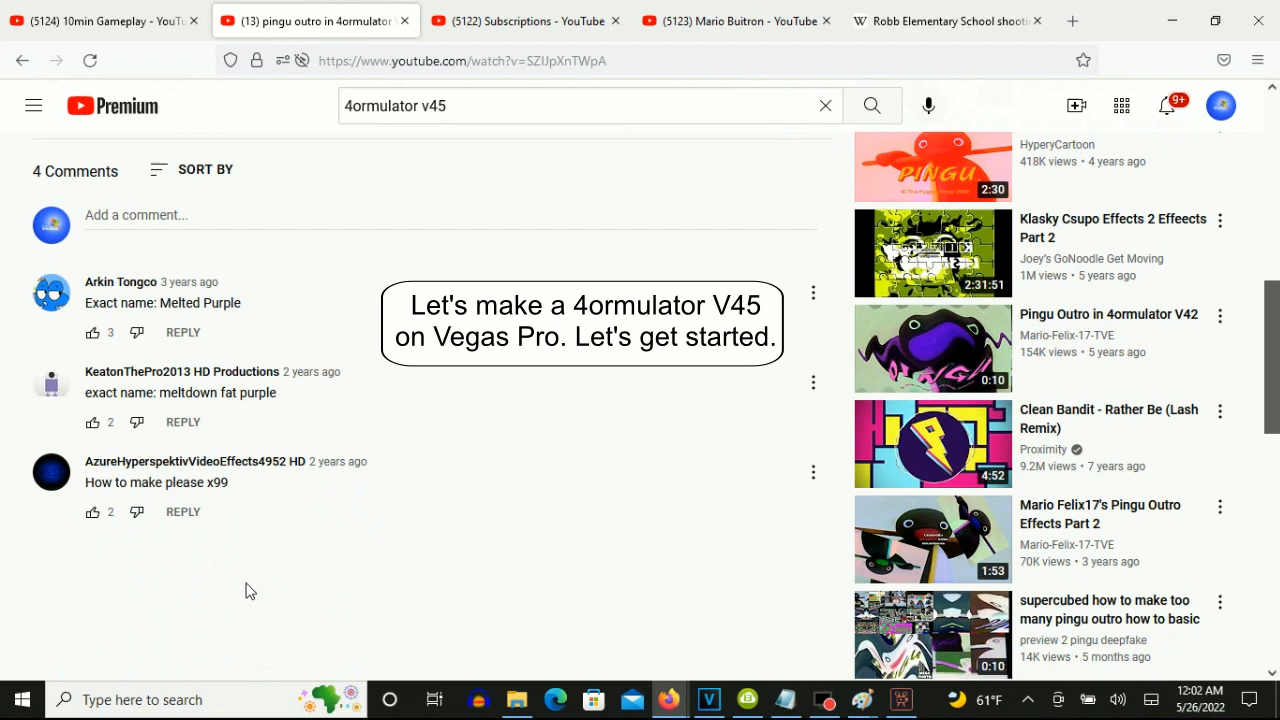 (5124) 10min Gameplay - YouTu
(13) pingu outro in 4ormulator
(5122) Subscriptions - YouTube
(5123) Mario Buitron - YouTube
W Robb Elementary School shooti
https://www.youtube.com/watch?v=SZIJpXnTWpA
Premium
4ormulator v45
9+
4 Comments
SORT BY
Add a comment...
Arkin Tongco 3 years ago
Exact name: Melted Purple
3
REPLY
KeatonThePro2013 HD Productions 2 years ago
exact name: meltdown fat purple
2
REPLY
AzureHyperspektivVideoEffects4952 HD 2 years ago
How to make please x99
2
REPLY
Let's make a 4ormulator V45
on Vegas Pro. Let's get started.
PINGU
2:30
HyperyCartoon
418K views • 4 years ago
2:31:51
Klasky Csupo Effects 2 Effeects
Part 2
Joey's GoNoodle Get Moving
1M views • 5 years ago
0:10
Pingu Outro in 4ormulator V42
Mario-Felix-17-TVE
154K views • 5 years ago
4:52
Clean Bandit - Rather Be (Lash
Remix)
Proximity
9.2M views • 7 years ago
1:53
Mario Felix17's Pingu Outro
Effects Part 2
Mario-Felix-17-TVE
70K views • 3 years ago
0:10
supercubed how to make too
many pingu outro how to basic
preview 2 pingu deepfake
14K views • 5 months ago
Type here to search
V
61°F
12:02 AM
5/26/2022